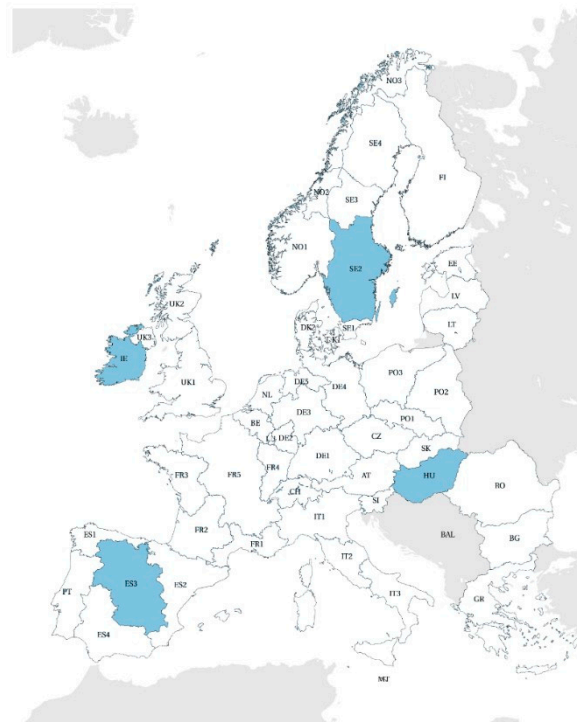 NO3
SE4
FI
NO2
SE3
NO1
SE2
EE
UK2
LV
DK2
SE1
LT
UK3
IE
DE5
PO3
UK1
NL
DE4
PO2
DE3
BE
PO1
DE2
CZ
SK
FR3
FR5
FR4
DE1
AT
HU
CH
SI
RO
IT1
ES1
FR2
FR1
IT2
BAL
BG
ES3
ES2
PT
IT3
GR
ES4
MT